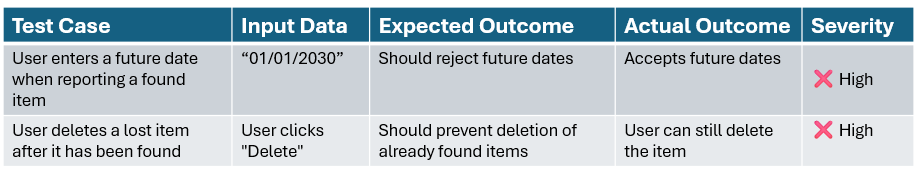 Test Case Input Data Expected Outcome Actual Outcome Severity
User enters a future date “01/01/2030” Should reject future dates Accepts future dates
when reporting a found ❌ High
item
User deletes a lost item User clicks Should prevent deletion of User can still delete ❌ High
after it has been found "Delete" already found items the item